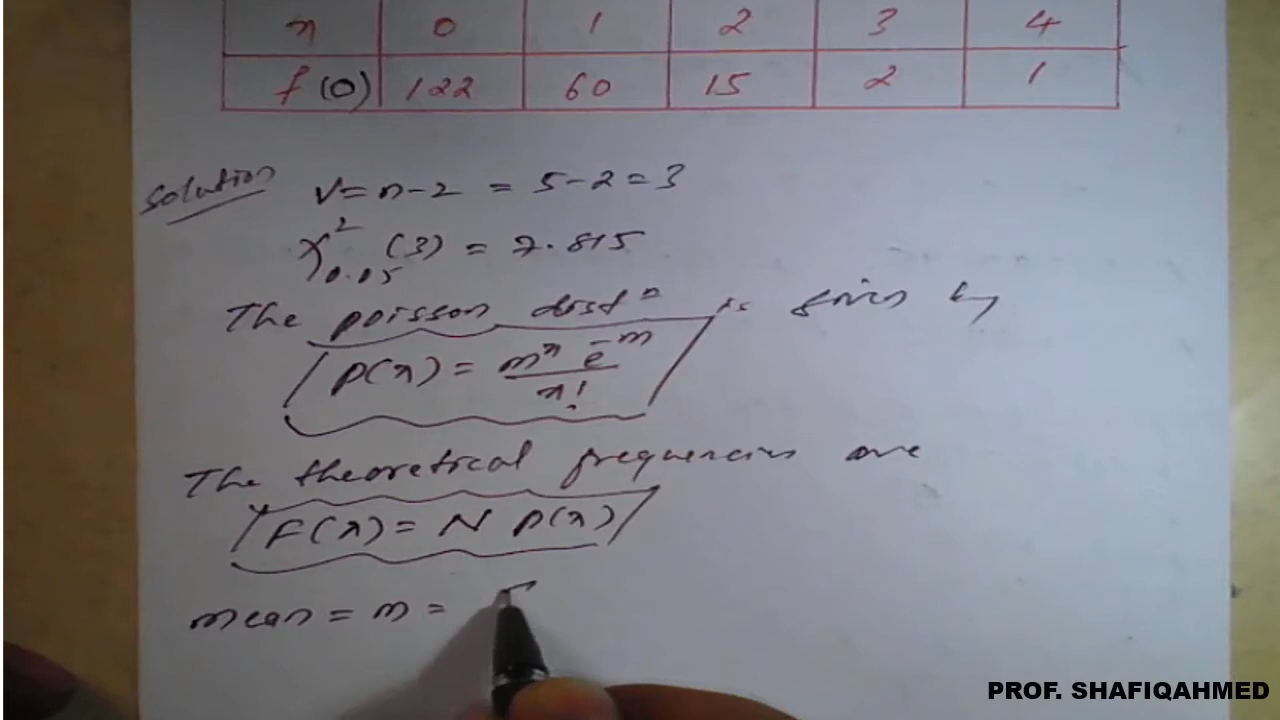 x 0 1 2 3 4
f(0) 122 60 15 2 1
Solution
ν = n-2 = 5-2 = 3
χ²0.05 (3) = 7.815
The poisson distⁿ is given by
P(x) = m^x e^-m / x!
The theoretical frequencies are
F(x) = N P(x)
mean = m =
PROF. SHAFIQAHMED